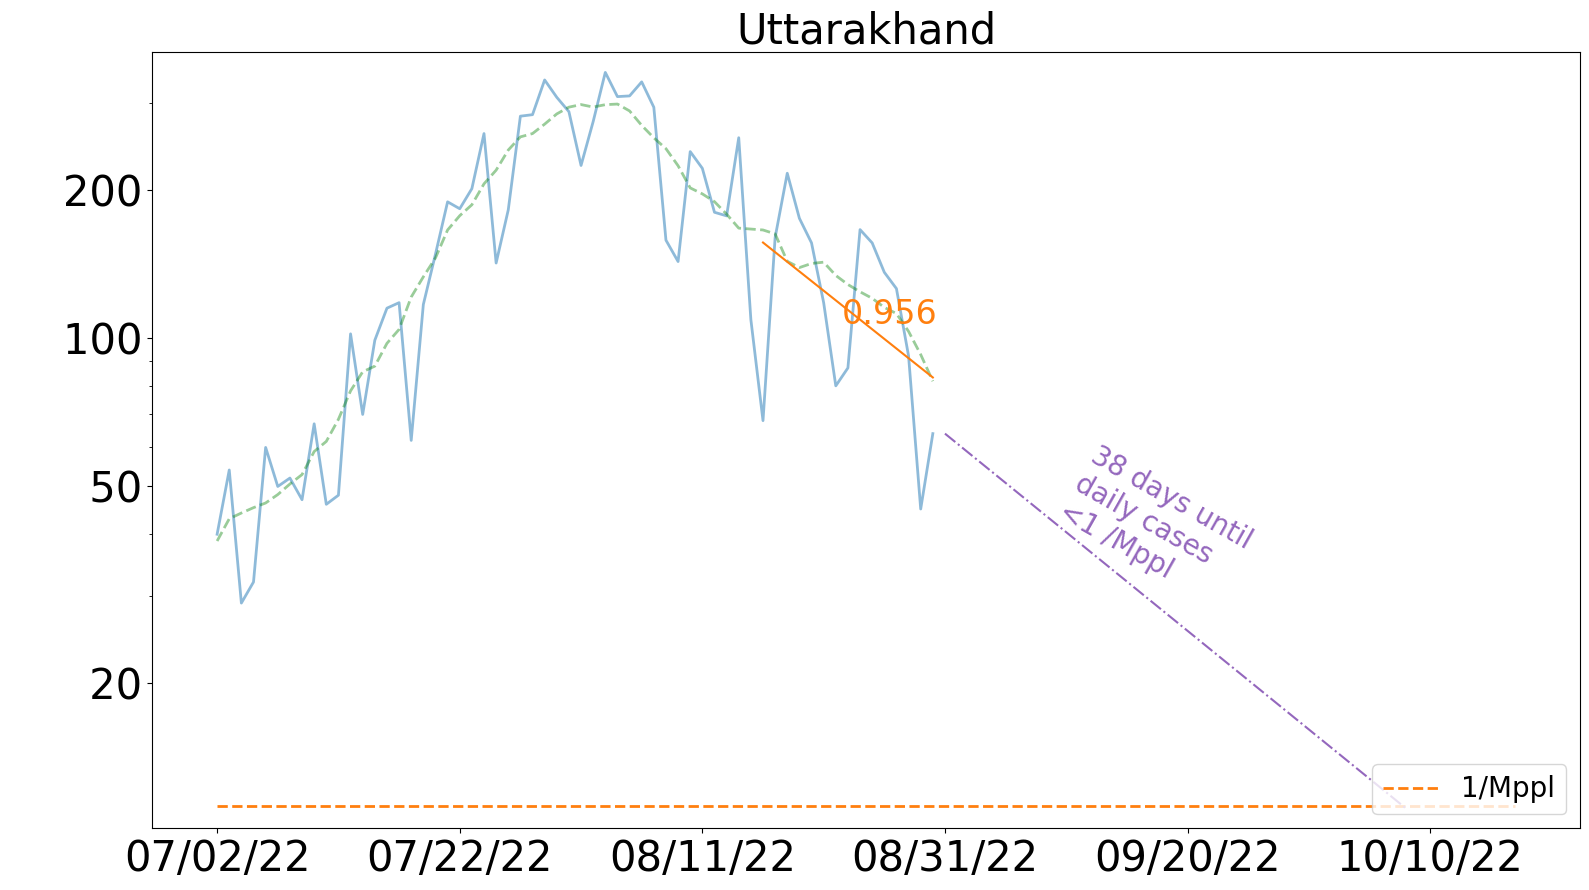 Uttarakhand
200
100
50
20
0.956
38 days until
daily cases
<1 /Mppl
1/Mppl
07/02/22
07/22/22
08/11/22
08/31/22
09/20/22
10/10/22